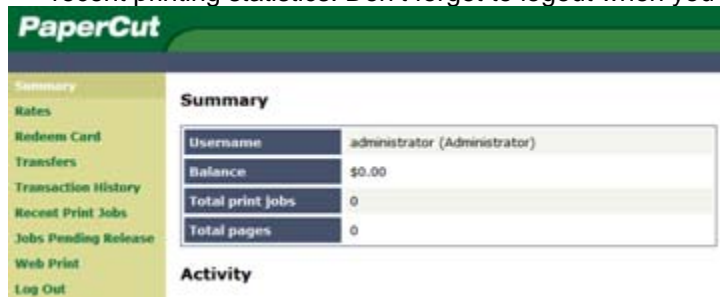 recent printing statistics. Don't forget to logout when you
PaperCut
Summary
Rates
Redeem Card
Transfers
Transaction History
Recent Print Jobs
Jobs Pending Release
Web Print
Log Out
Summary
Username administrator (Administrator)
Balance $0.00
Total print jobs 0
Total pages 0
Activity